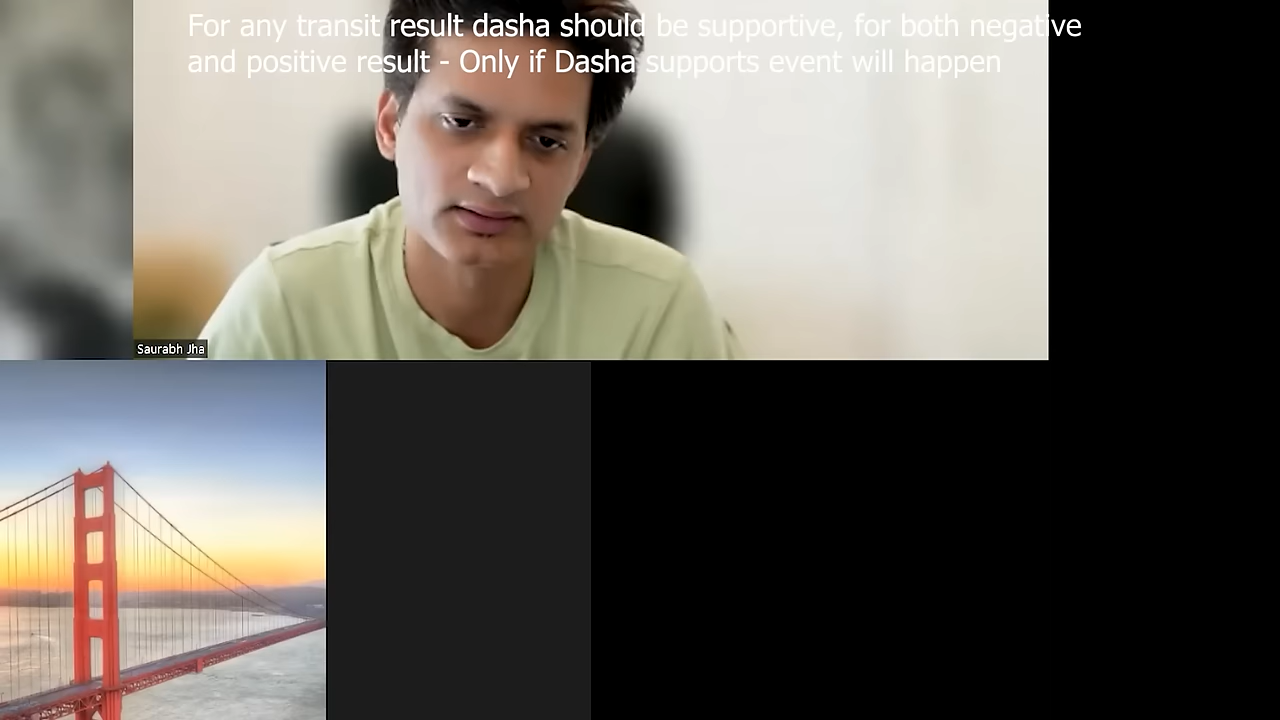 For any transit result dasha should be supportive, for both negative
and positive result - Only if Dasha supports event will happen
Saurabh Jha